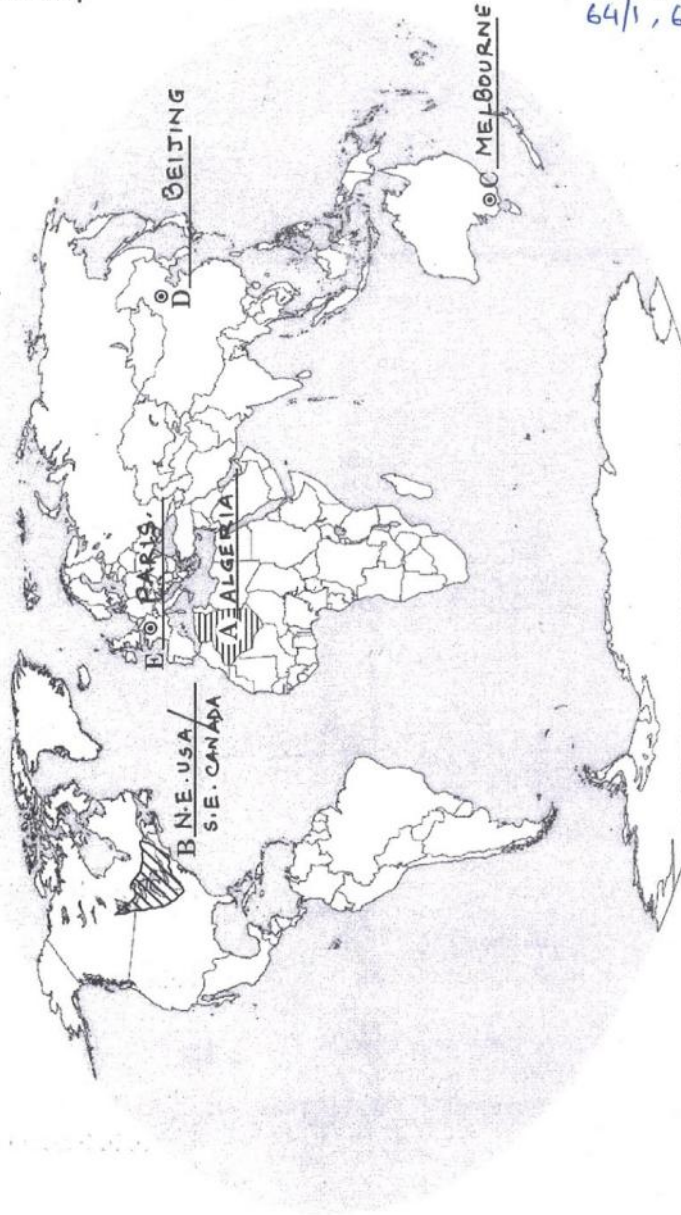 64/1, 6
C MELBOURNE
D BEIJING
E PARIS.
A ALGERIA
B N.E. USA/
S.E. CANADA